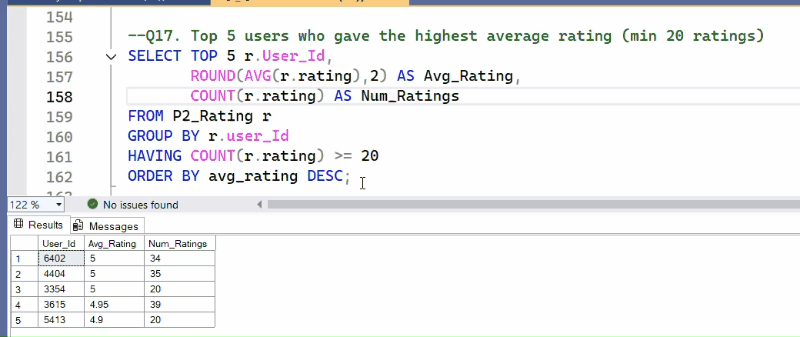 154
155 --Q17. Top 5 users who gave the highest average rating (min 20 ratings)
156 SELECT TOP 5 r.User_Id,
157 ROUND(AVG(r.rating),2) AS Avg_Rating,
158 COUNT(r.rating) AS Num_Ratings
159 FROM P2_Rating r
160 GROUP BY r.user_Id
161 HAVING COUNT(r.rating) >= 20
162 ORDER BY avg_rating DESC;
122 % No issues found
Results Messages
User_Id Avg_Rating Num_Ratings
1 6402 5 34
2 4404 5 35
3 3354 5 20
4 3615 4.95 39
5 5413 4.9 20